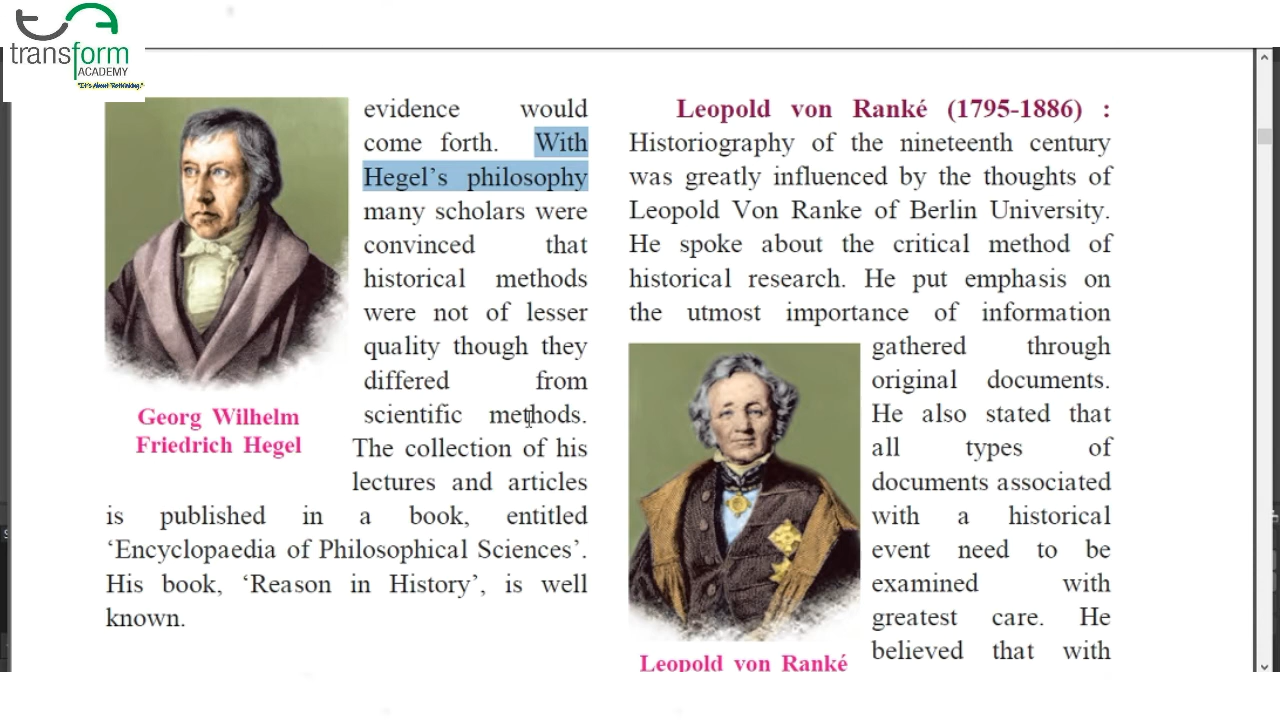 transform
ACADEMY
"It's About Rethinking."
evidence would
come forth. With
Hegel’s philosophy
many scholars were
convinced that
historical methods
were not of lesser
quality though they
differed from
scientific methods.
The collection of his
lectures and articles
is published in a book, entitled
‘Encyclopaedia of Philosophical Sciences’.
His book, ‘Reason in History’, is well
known.
Georg Wilhelm
Friedrich Hegel
Leopold von Ranké (1795-1886) :
Historiography of the nineteenth century
was greatly influenced by the thoughts of
Leopold Von Ranke of Berlin University.
He spoke about the critical method of
historical research. He put emphasis on
the utmost importance of information
gathered through
original documents.
He also stated that
all types of
documents associated
with a historical
event need to be
examined with
greatest care. He
believed that with
Leopold von Ranké